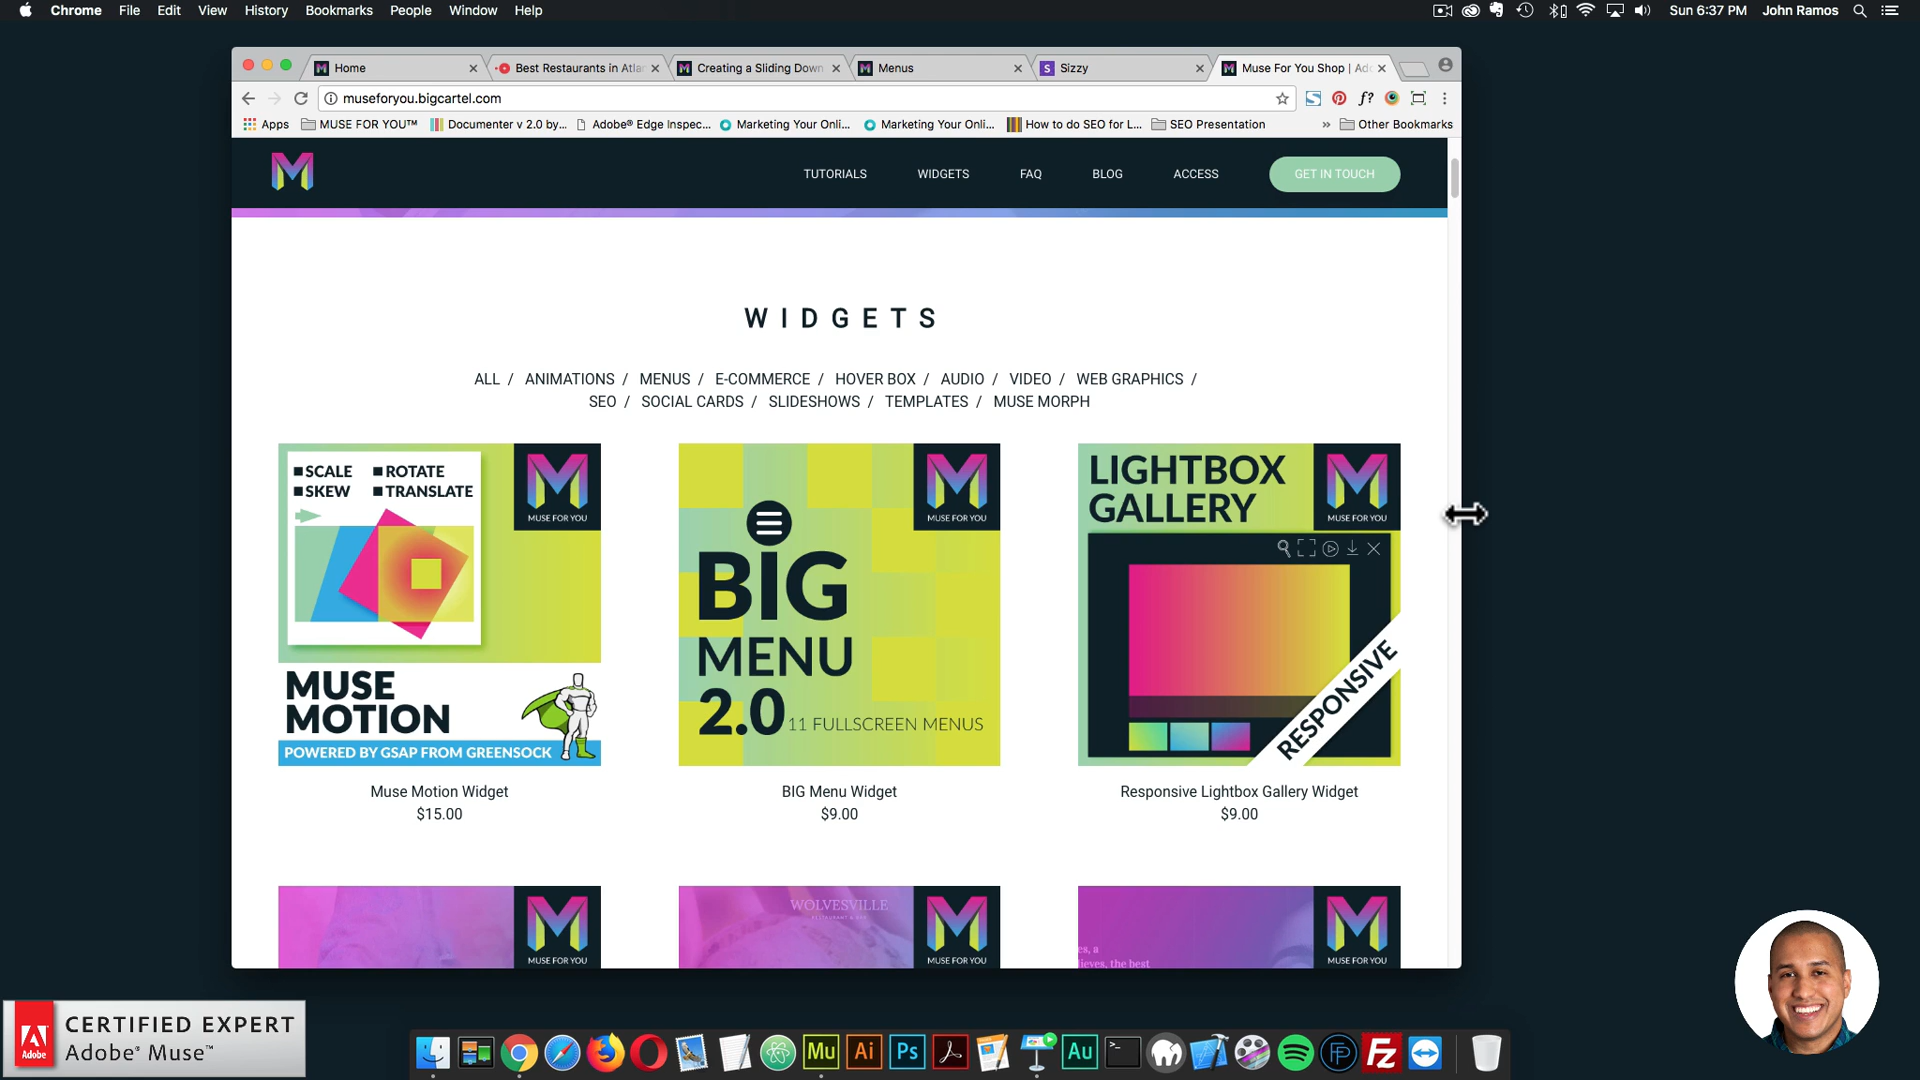 Chrome File Edit View History Bookmarks People Window Help Sun 6:37 PM John Ramos
Home Best Restaurants in Atla Creating a Sliding Down Menus Sizzy Muse For You Shop | Ado
museforyou.bigcartel.com
Apps MUSE FOR YOU™ Documenter v 2.0 by... Adobe® Edge Inspec... Marketing Your Onli... Marketing Your Onli... How to do SEO for L... SEO Presentation » Other Bookmarks
TUTORIALS WIDGETS FAQ BLOG ACCESS GET IN TOUCH
WIDGETS
ALL / ANIMATIONS / MENUS / E-COMMERCE / HOVER BOX / AUDIO / VIDEO / WEB GRAPHICS /
SEO / SOCIAL CARDS / SLIDESHOWS / TEMPLATES / MUSE MORPH
SCALE ROTATE
SKEW TRANSLATE
MUSE FOR YOU
MUSE
MOTION
POWERED BY GSAP FROM GREENSOCK
Muse Motion Widget
$15.00
MUSE FOR YOU
BIG
MENU
2.0 11 FULLSCREEN MENUS
BIG Menu Widget
$9.00
LIGHTBOX
GALLERY
MUSE FOR YOU
RESPONSIVE
Responsive Lightbox Gallery Widget
$9.00
MUSE FOR YOU
WOLVESVILLE
MUSE FOR YOU
es, a
lieves, the best
MUSE FOR YOU
Adobe
CERTIFIED EXPERT
Adobe® Muse™
Mu Ai Ps Au Fz